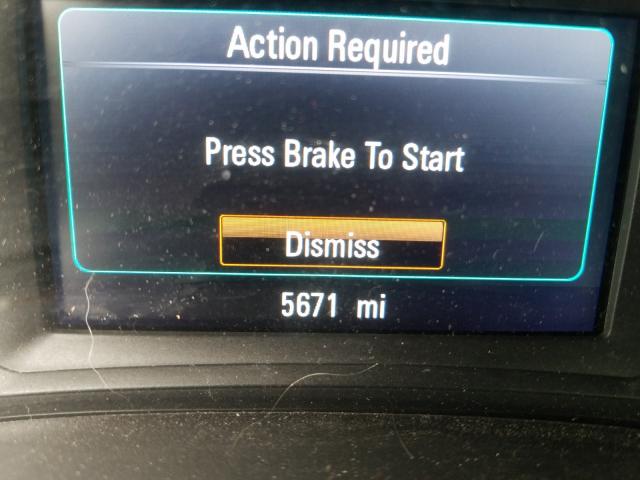 Action Required
Press Brake To Start
Dismiss
5671 mi